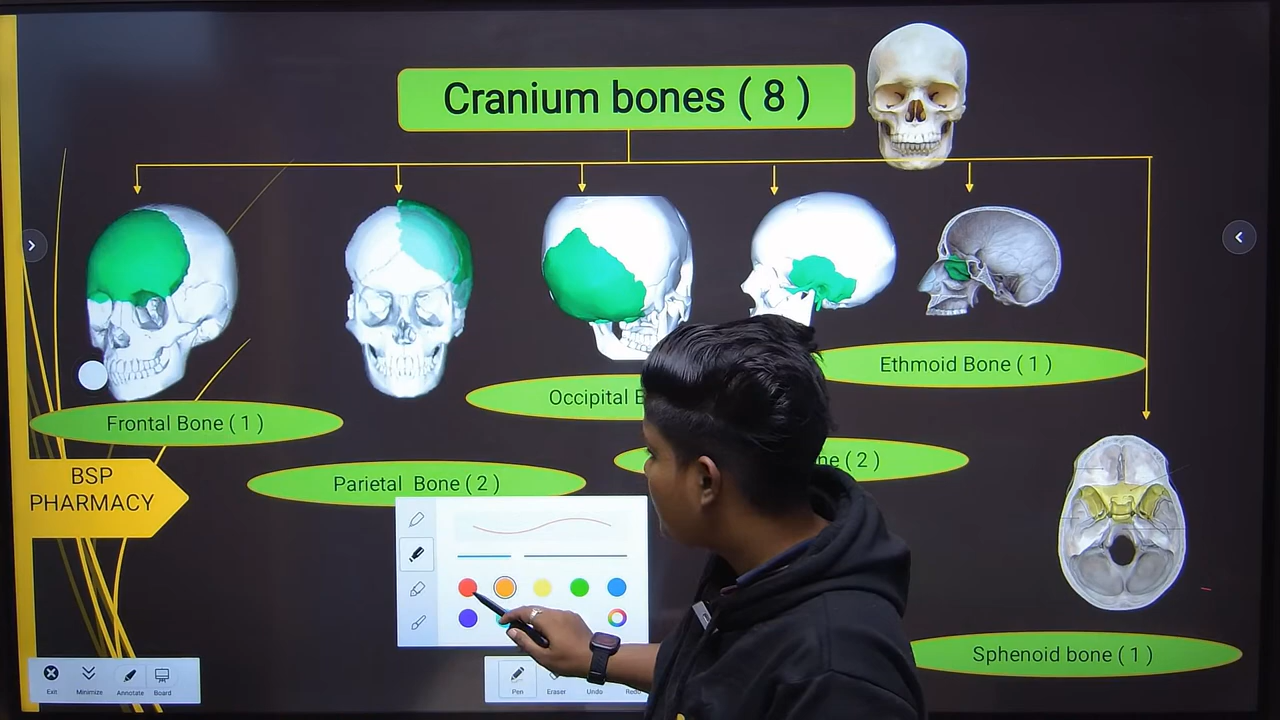 Cranium bones ( 8 )
Ethmoid Bone ( 1 )
Occipital
Frontal Bone ( 1 )
( 2 )
Parietal Bone ( 2 )
BSP
PHARMACY
Sphenoid bone ( 1 )
Exit
Minimize
Annotate
Board
Pen
Eraser
Undo